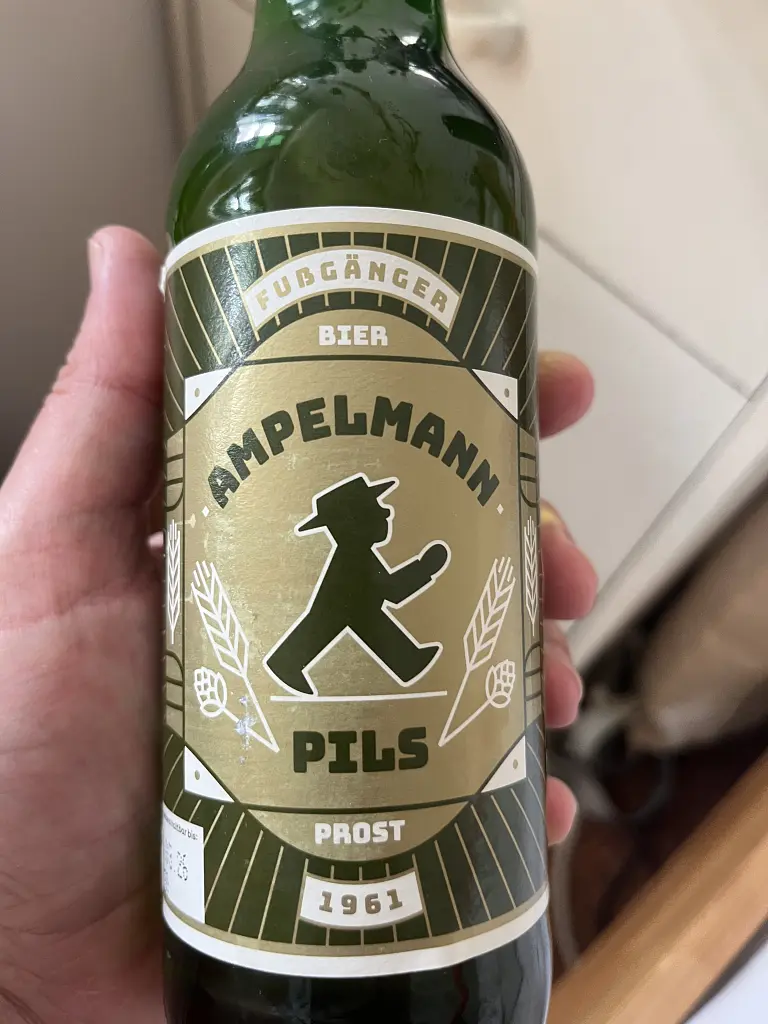 FUẞGÄNGER
BIER
AMPELMANN
PILS
PROST
1961